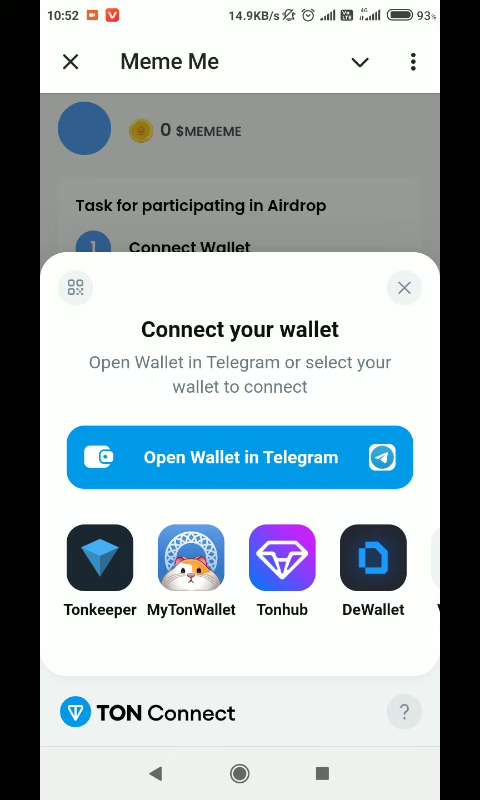 10:52
14.9KB/s
4G
93%
Meme Me
0 $MEMEME
Task for participating in Airdrop
1 Connect Wallet
Connect your wallet
Open Wallet in Telegram or select your
wallet to connect
Open Wallet in Telegram
Tonkeeper MyTonWallet Tonhub DeWallet
TON Connect ?